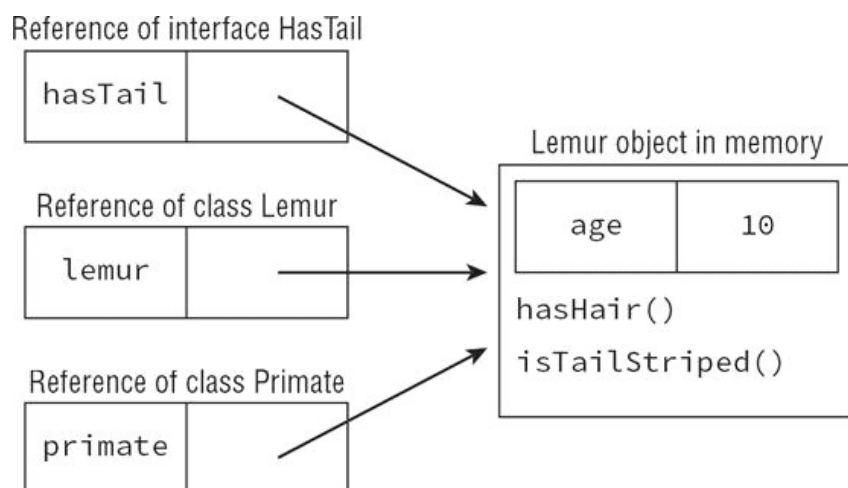 Reference of interface HasTail
hasTail
Reference of class Lemur
lemur
Reference of class Primate
primate
Lemur object in memory
age 10
hasHair()
isTailStriped()